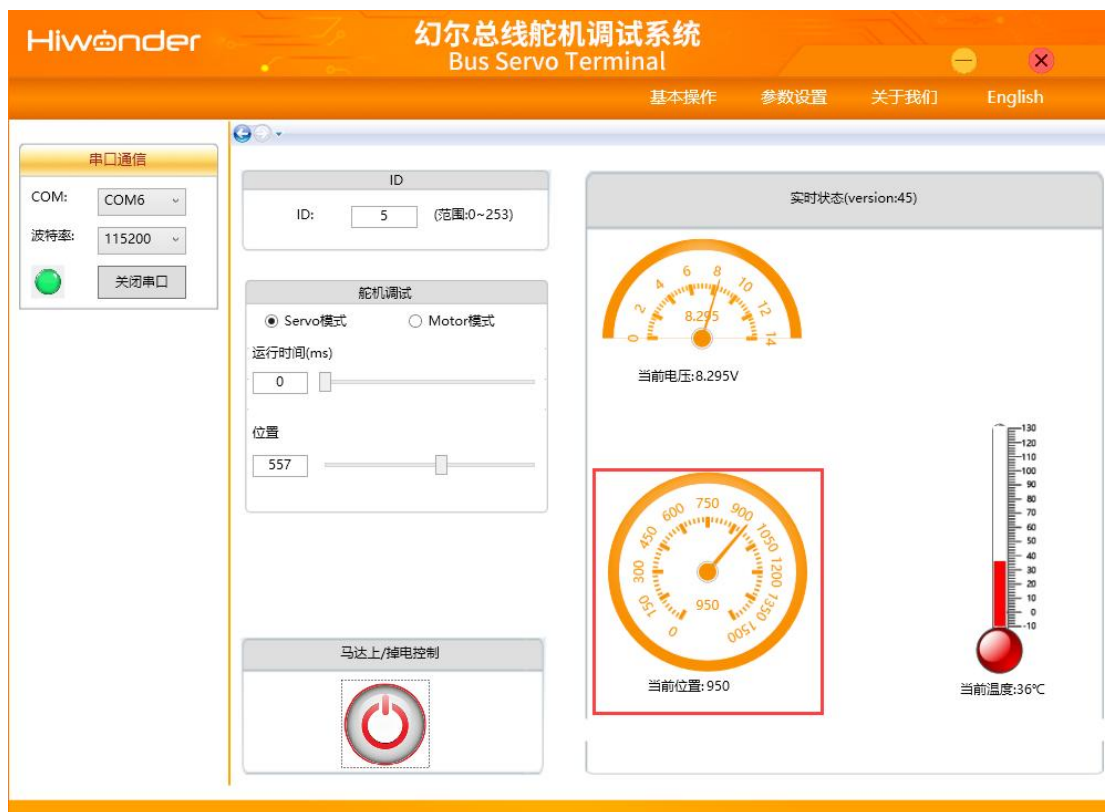 Hiwonder
幻尔总线舵机调试系统
Bus Servo Terminal
基本操作 参数设置 关于我们 English
串口通信
COM: COM6
波特率: 115200
关闭串口
ID
ID: 5 (范围:0~253)
舵机调试
Servo模式 Motor模式
运行时间(ms)
0
位置
557
马达上/掉电控制
实时状态(version:45)
0 2 4 6 8 10 12 14
8.295
当前电压:8.295V
0 150 300 450 600 750 900 1050 1200 1350 1500
950
当前位置:950
130
120
110
100
90
80
70
60
50
40
30
20
10
0
-10
当前温度:36℃